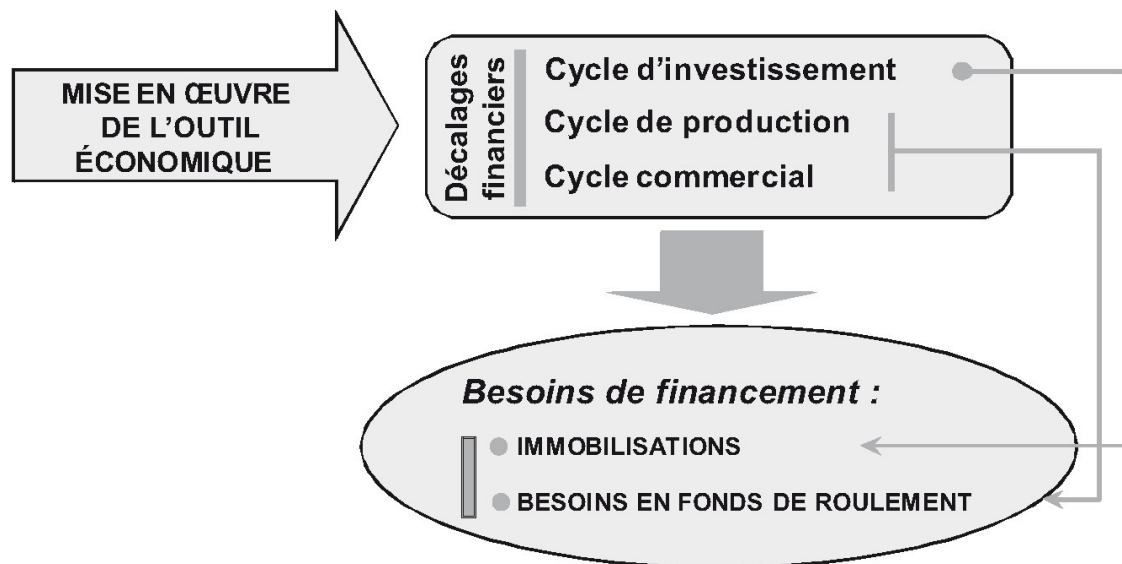 MISE EN ŒUVRE
DE L’OUTIL
ÉCONOMIQUE
Décalages
financiers
Cycle d’investissement
Cycle de production
Cycle commercial
Besoins de financement :
IMMOBILISATIONS
BESOINS EN FONDS DE ROULEMENT